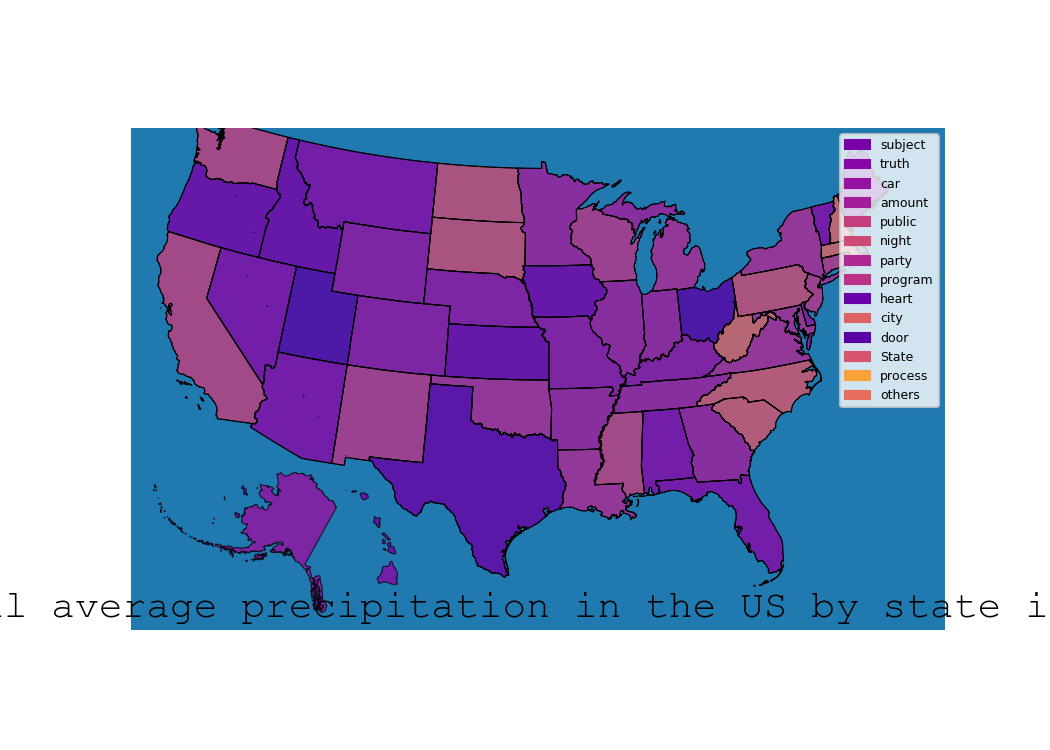 subject
truth
car
amount
public
night
party
program
heart
city
door
State
process
others
average precipitation in the US by state